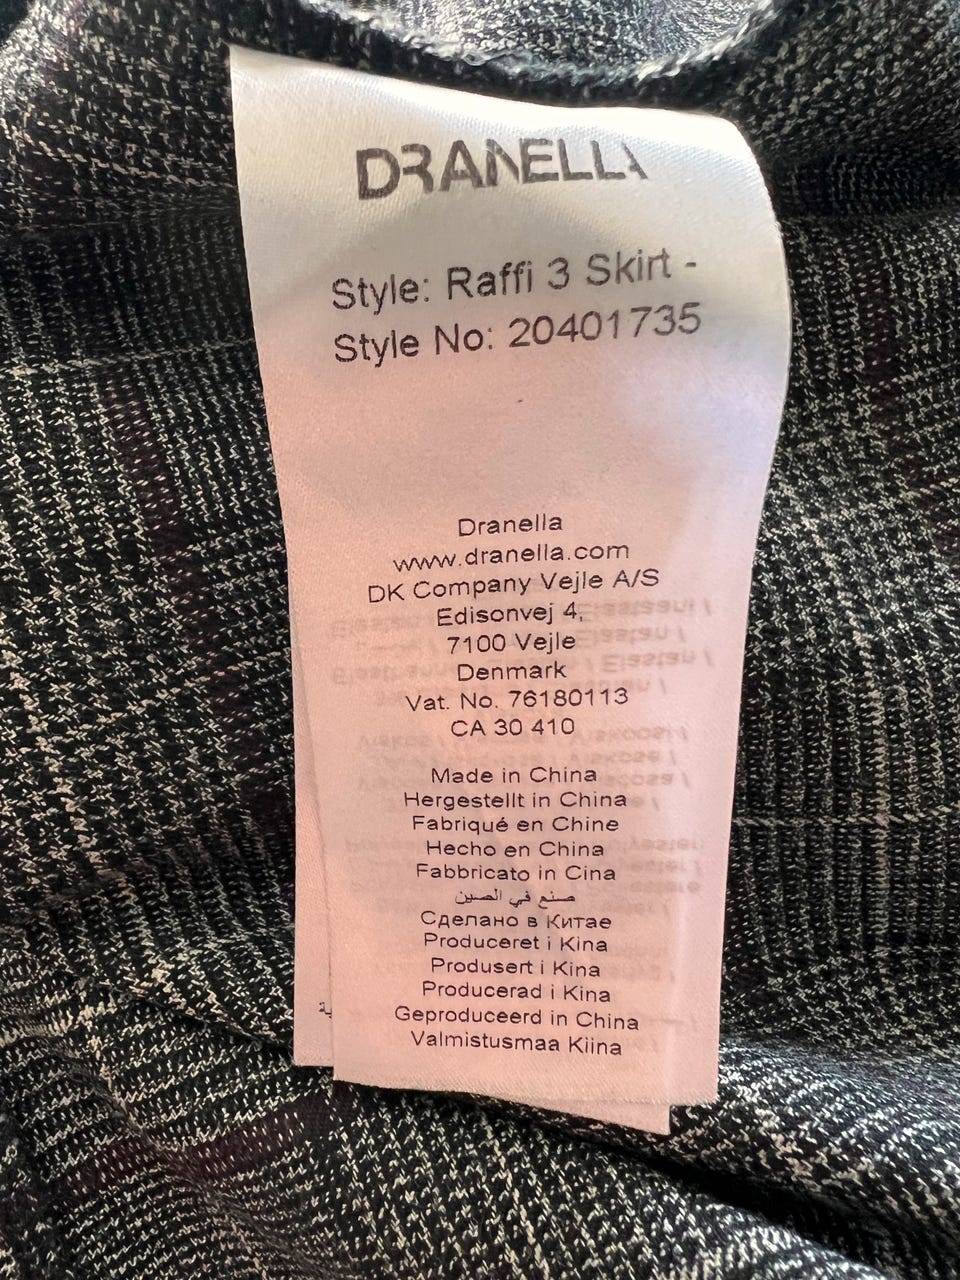 DRANELLA
Style: Raffi 3 Skirt -
Style No: 20401735
Dranella
www.dranella.com
DK Company Vejle A/S
Edisonvej 4,
7100 Vejle
Denmark
Vat. No. 76180113
CA 30 410
Made in China
Hergestellt in China
Fabriqué en Chine
Hecho en China
Fabbricato in Cina
صنع في الصين
Сделано в Китае
Produceret i Kina
Produsert i Kina
Producerad i Kina
Geproduceerd in China
Valmistusmaa Kiina